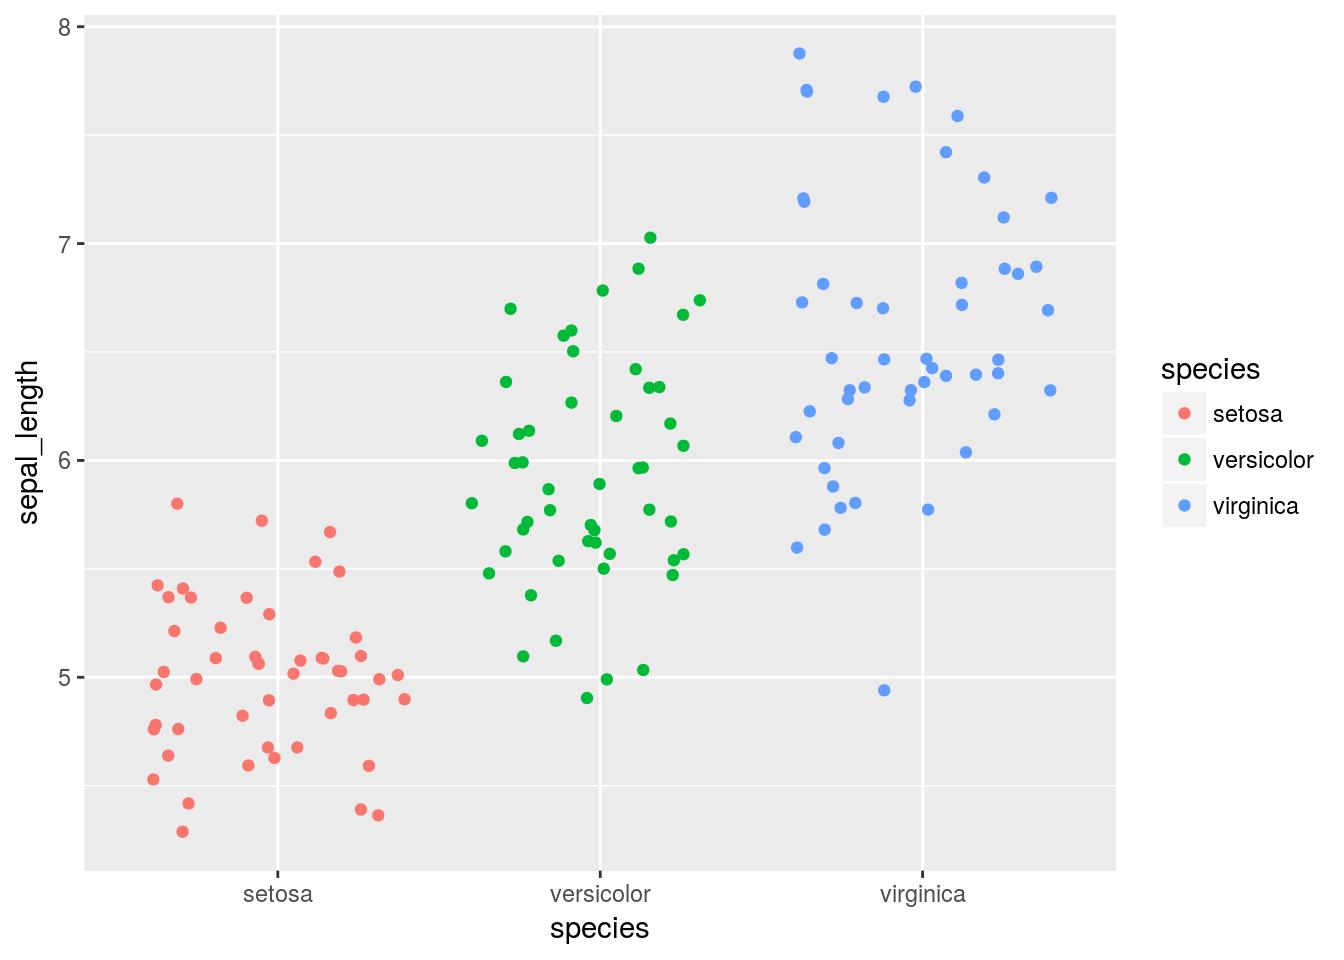 8
7
6
5
sepal_length
setosa
versicolor
virginica
species
species
setosa
versicolor
virginica